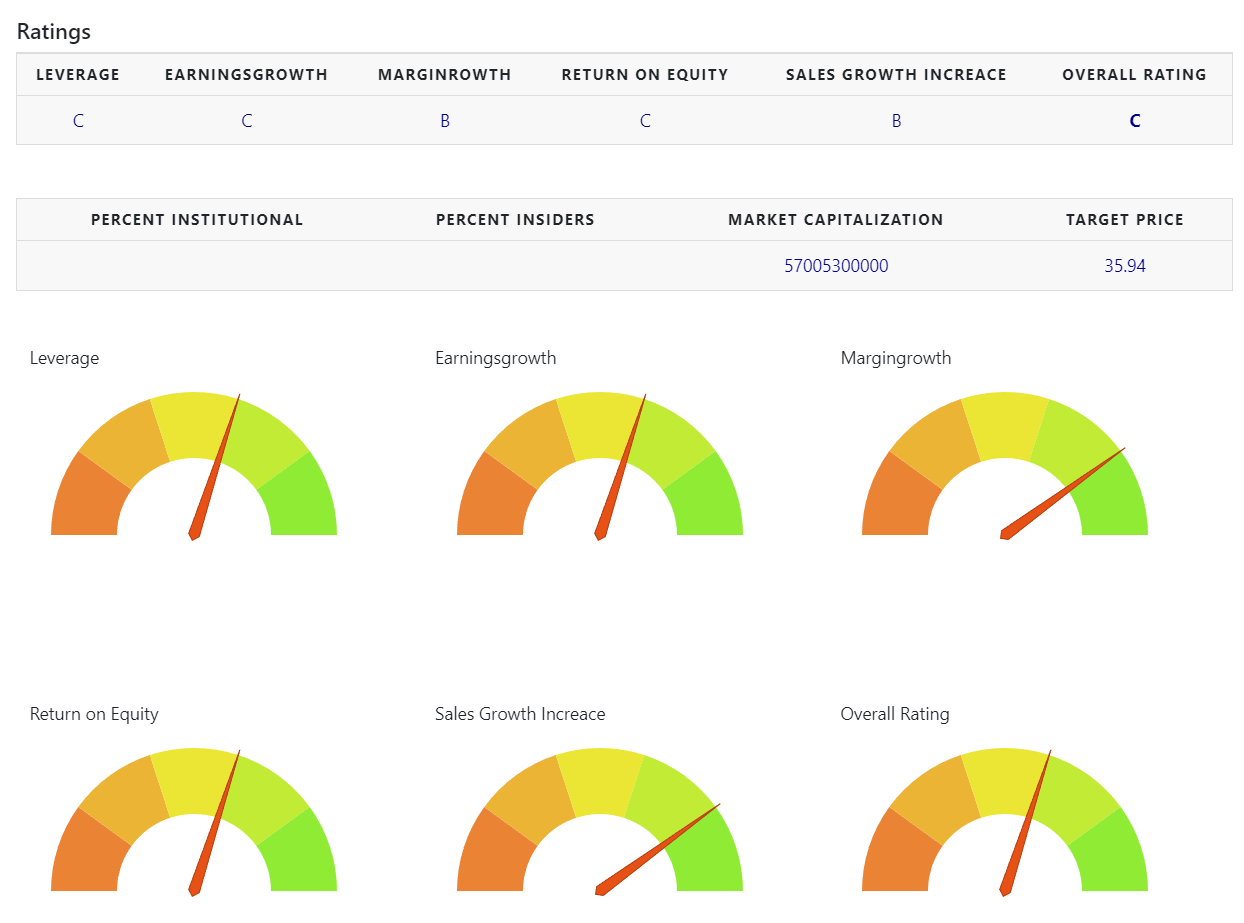 Ratings
LEVERAGE EARNINGSGROWTH MARGINROWTH RETURN ON EQUITY SALES GROWTH INCREACE OVERALL RATING
C C B C B C
PERCENT INSTITUTIONAL PERCENT INSIDERS MARKET CAPITALIZATION TARGET PRICE
57005300000 35.94
Leverage Earningsgrowth Margingrowth
Return on Equity Sales Growth Increace Overall Rating